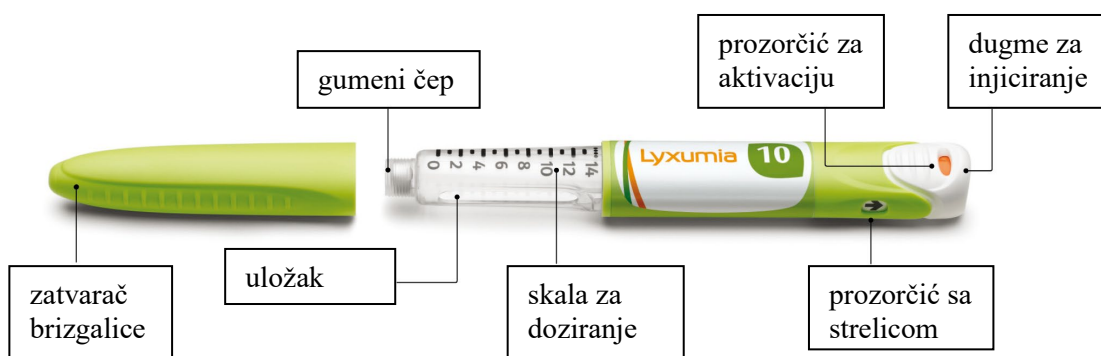 prozorčić za
aktivaciju
dugme za
injiciranje
gumeni čep
0 2 4 6 8 10 12 14
Lyxumia 10
zatvarač
brizgalice
uložak
skala za
doziranje
prozorčić sa
strelicom